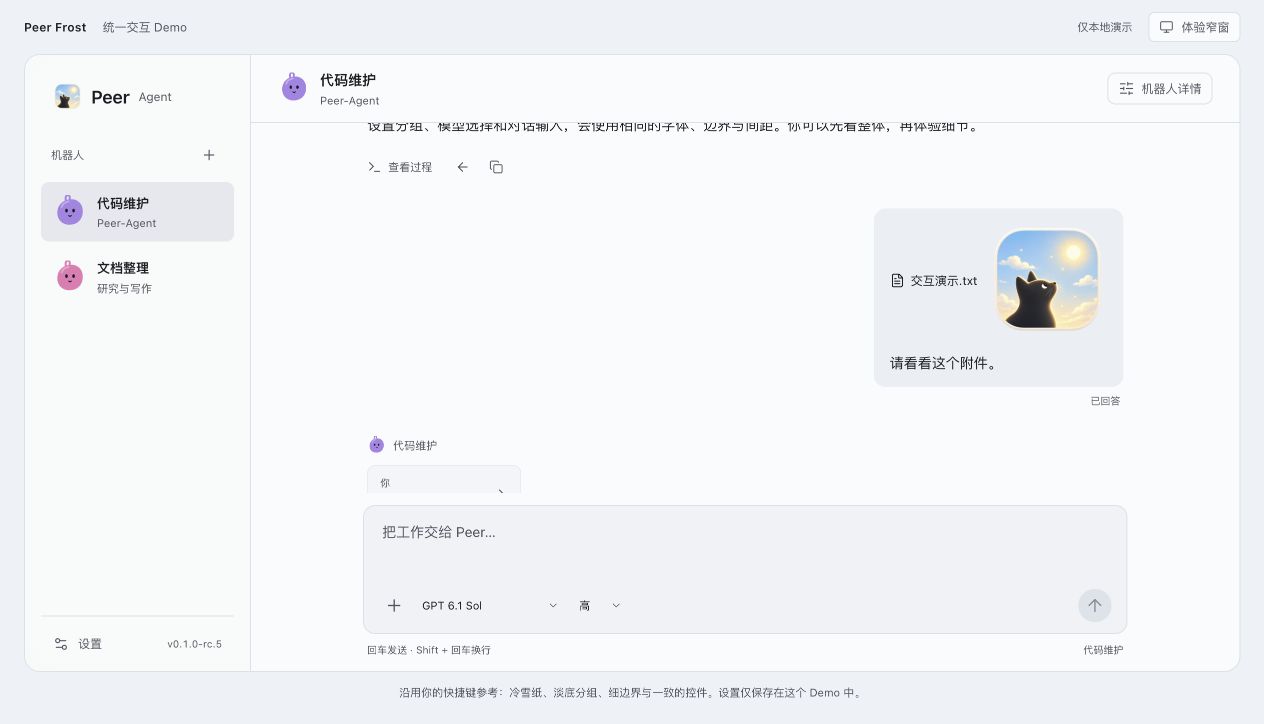 Peer Frost 统一交互 Demo
仅本地演示
体验窄窗
Peer Agent
机器人
代码维护
Peer-Agent
文档整理
研究与写作
设置
v0.1.0-rc.5
代码维护
Peer-Agent
机器人详情
设置分组、模型选择和对话输入，会使用相同的字体、边界与间距。你可以先看整体，再体验细节。
查看过程
交互演示.txt
请看看这个附件。
已回答
代码维护
你
把工作交给 Peer...
GPT 6.1 Sol
高
回车发送 · Shift + 回车换行
代码维护
沿用你的快捷键参考：冷雪纸、淡底分组、细边界与一致的控件。设置仅保存在这个 Demo 中。